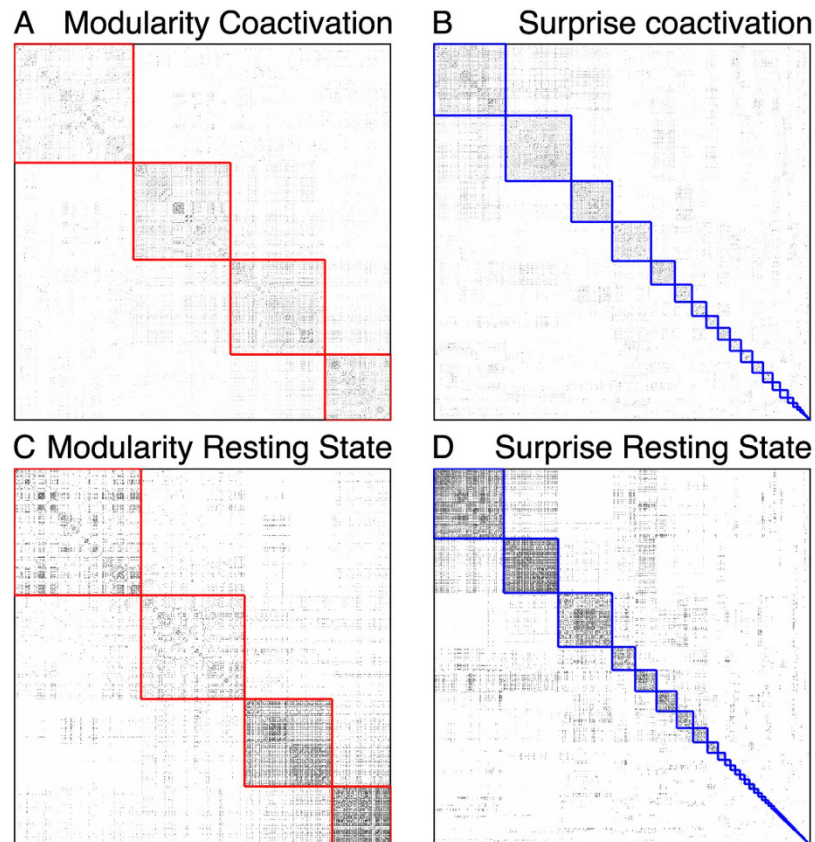 A Modularity Coactivation
B Surprise coactivation
C Modularity Resting State
D Surprise Resting State